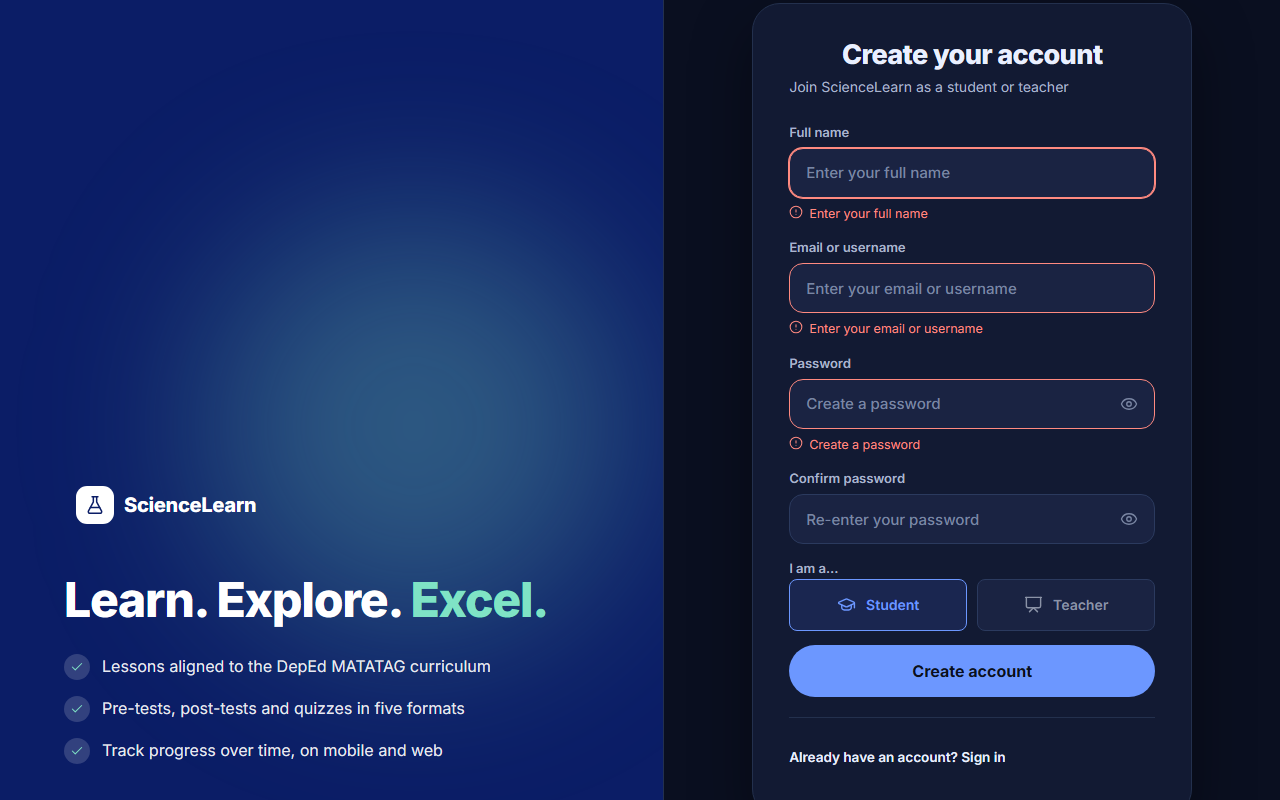 ScienceLearn
Learn. Explore. Excel.
Lessons aligned to the DepEd MATATAG curriculum
Pre-tests, post-tests and quizzes in five formats
Track progress over time, on mobile and web
Create your account
Join ScienceLearn as a student or teacher
Full name
Enter your full name
Enter your full name
Email or username
Enter your email or username
Enter your email or username
Password
Create a password
Create a password
Confirm password
Re-enter your password
I am a...
Student
Teacher
Create account
Already have an account? Sign in